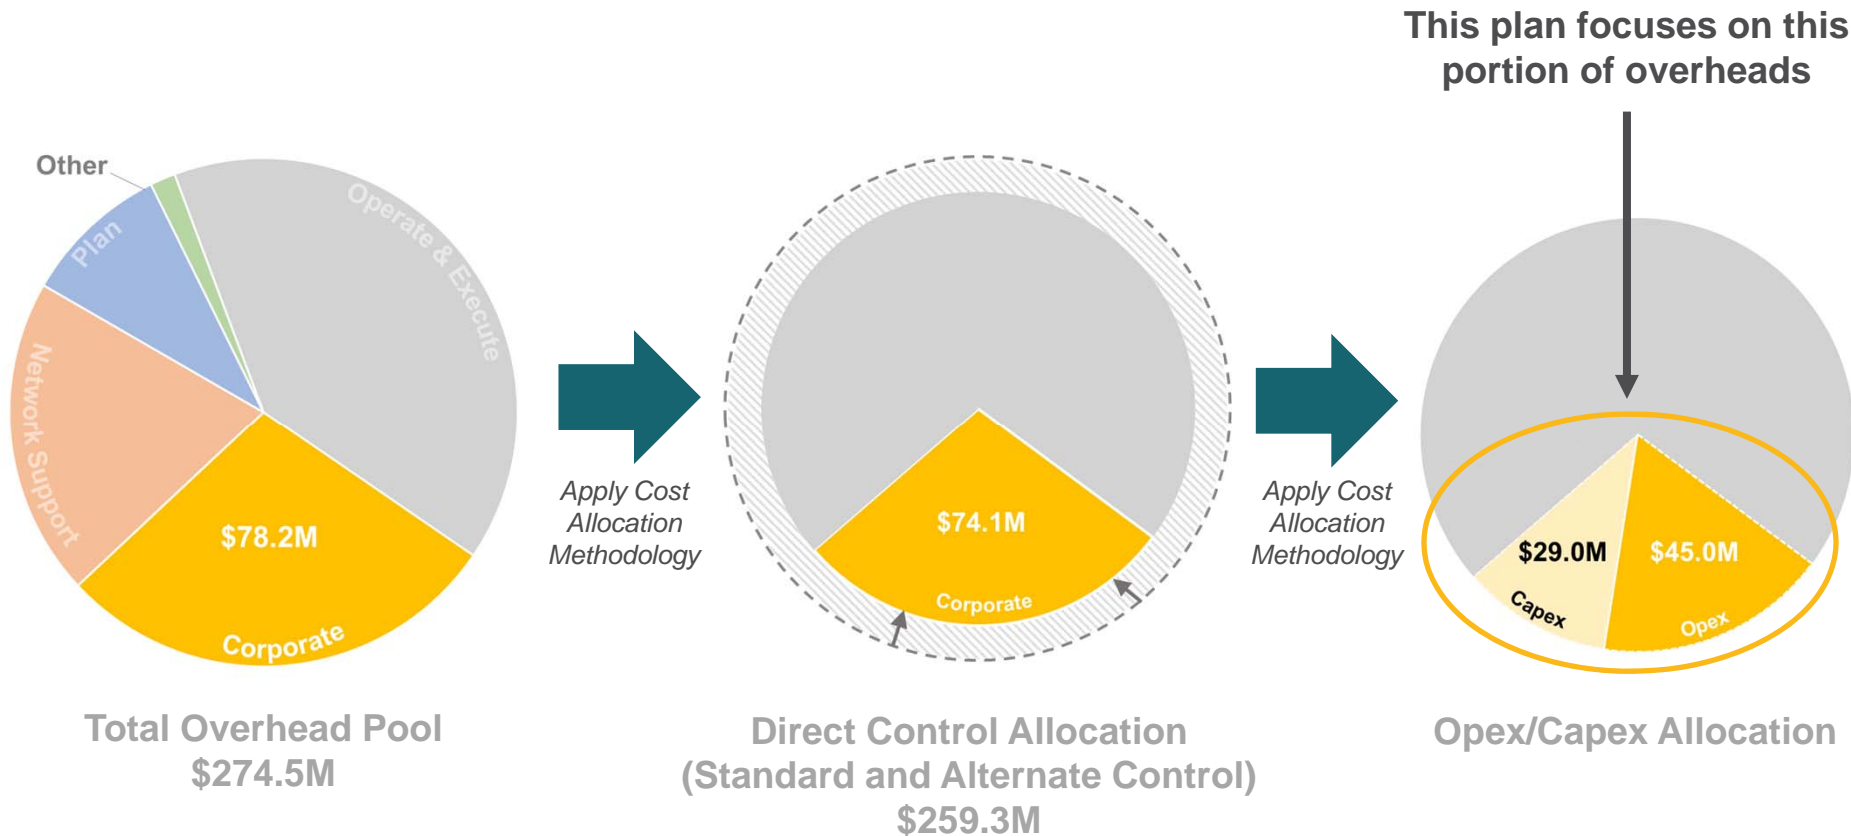 This plan focuses on this
portion of overheads
Other
Plan
Operate & Execute
Network Support
$78.2M
Corporate
Total Overhead Pool
$274.5M
Apply Cost
Allocation
Methodology
$74.1M
Corporate
Direct Control Allocation
(Standard and Alternate Control)
$259.3M
Apply Cost
Allocation
Methodology
$29.0M
$45.0M
Capex
Opex
Opex/Capex Allocation